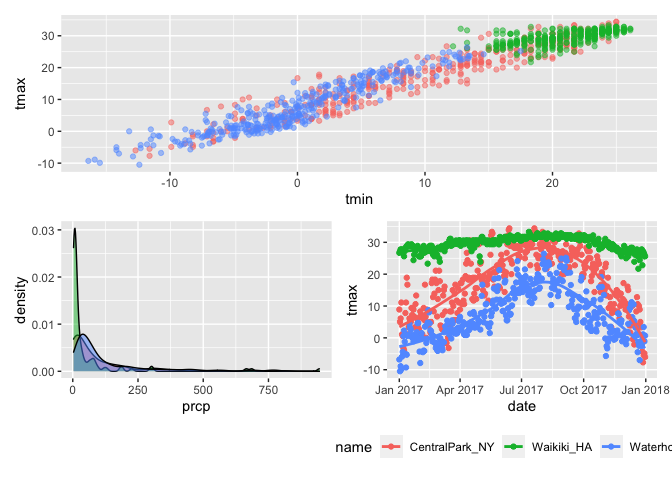 tmax
30
20
10
0
-10
-10 0 10 20
tmin
density
0.03
0.02
0.01
0.00
0 250 500 750
prcp
tmax
30
20
10
0
-10
Jan 2017 Apr 2017 Jul 2017 Oct 2017 Jan 2018
date
name CentralPark_NY Waikiki_HA Waterho